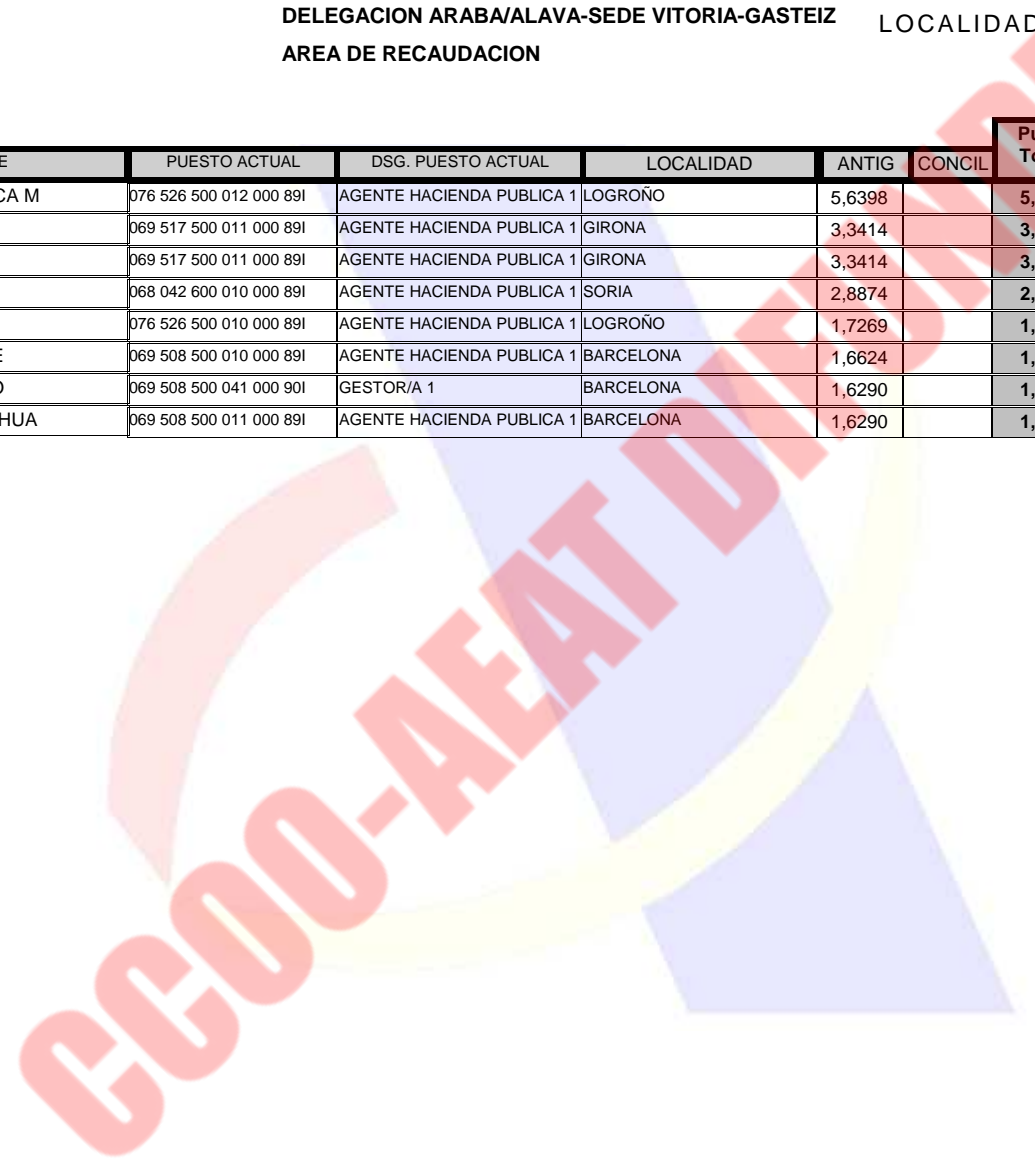 DELEGACION ARABA/ALAVA-SEDE VITORIA-GASTEIZ LOCALIDAD
AREA DE RECAUDACION
E PUESTO ACTUAL DSG. PUESTO ACTUAL LOCALIDAD ANTIG CONCIL
CA M 076 526 500 012 000 89I AGENTE HACIENDA PUBLICA 1 LOGROÑO 5,6398 5,
069 517 500 011 000 89I AGENTE HACIENDA PUBLICA 1 GIRONA 3,3414 3,
069 517 500 011 000 89I AGENTE HACIENDA PUBLICA 1 GIRONA 3,3414 3,
068 042 600 010 000 89I AGENTE HACIENDA PUBLICA 1 SORIA 2,8874 2,
076 526 500 010 000 89I AGENTE HACIENDA PUBLICA 1 LOGROÑO 1,7269 1,
E 069 508 500 010 000 89I AGENTE HACIENDA PUBLICA 1 BARCELONA 1,6624 1,
O 069 508 500 041 000 90I GESTOR/A 1 BARCELONA 1,6290 1,
HUA 069 508 500 011 000 89I AGENTE HACIENDA PUBLICA 1 BARCELONA 1,6290 1,
CCOO-AEAT DIFUNDE